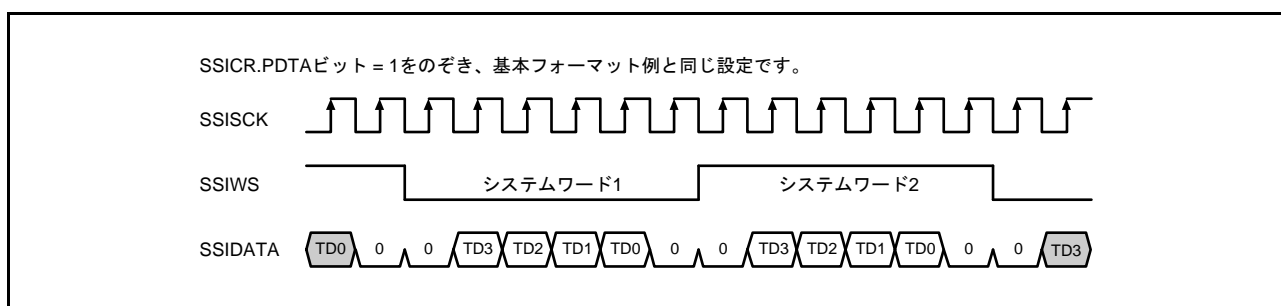 SSICR.PDTAビット = 1をのぞき、基本フォーマット例と同じ設定です。
SSISCK
SSIWS システムワード1 システムワード2
SSIDATA TD0 0 0 TD3 TD2 TD1 TD0 0 0 TD3 TD2 TD1 TD0 0 0 TD3